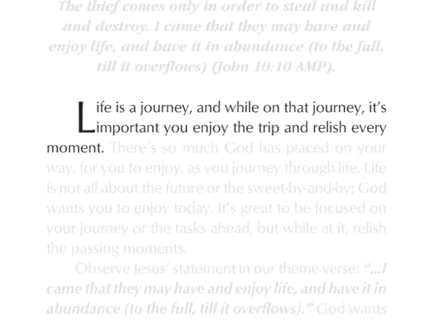 The thief comes only in order to steal and kill
and destroy. I came that they may have and
enjoy life, and have it in abundance (to the full,
till it overflows) (John 10:10 AMP).
Life is a journey, and while on that journey, it's
important you enjoy the trip and relish every
moment. There's so much God has placed on your
way, for you to enjoy, as you journey through life. Life
is not all about the future or the sweet-by-and-by; God
wants you to enjoy today. It's great to be focused on
your journey or the tasks ahead, but while at it, relish
the passing moments.
Observe Jesus' statement in our theme verse: "...I
came that they may have and enjoy life, and have it in
abundance (to the full, till it overflows)." God wants